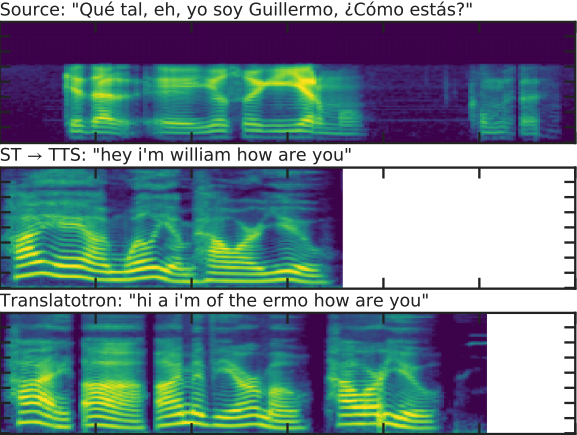 Source: "Qué tal, eh, yo soy Guillermo, ¿Cómo estás?"
ST → TTS: "hey i'm william how are you"
Translatotron: "hi a i'm of the ermo how are you"